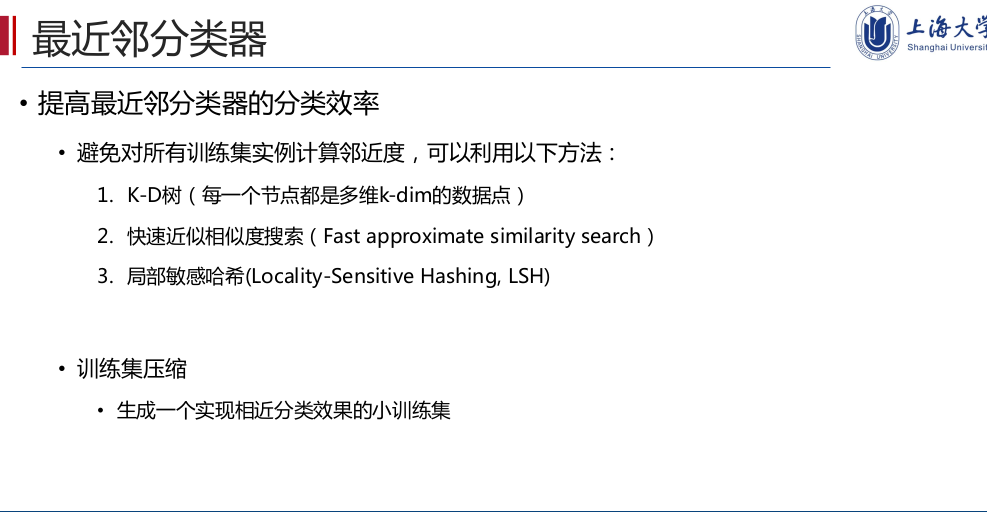 最近邻分类器
上海大学
Shanghai Universit
• 提高最近邻分类器的分类效率
• 避免对所有训练集实例计算邻近度，可以利用以下方法：
1. K-D树（每一个节点都是多维k-dim的数据点）
2. 快速近似相似度搜索（Fast approximate similarity search）
3. 局部敏感哈希(Locality-Sensitive Hashing, LSH)
• 训练集压缩
• 生成一个实现相近分类效果的小训练集